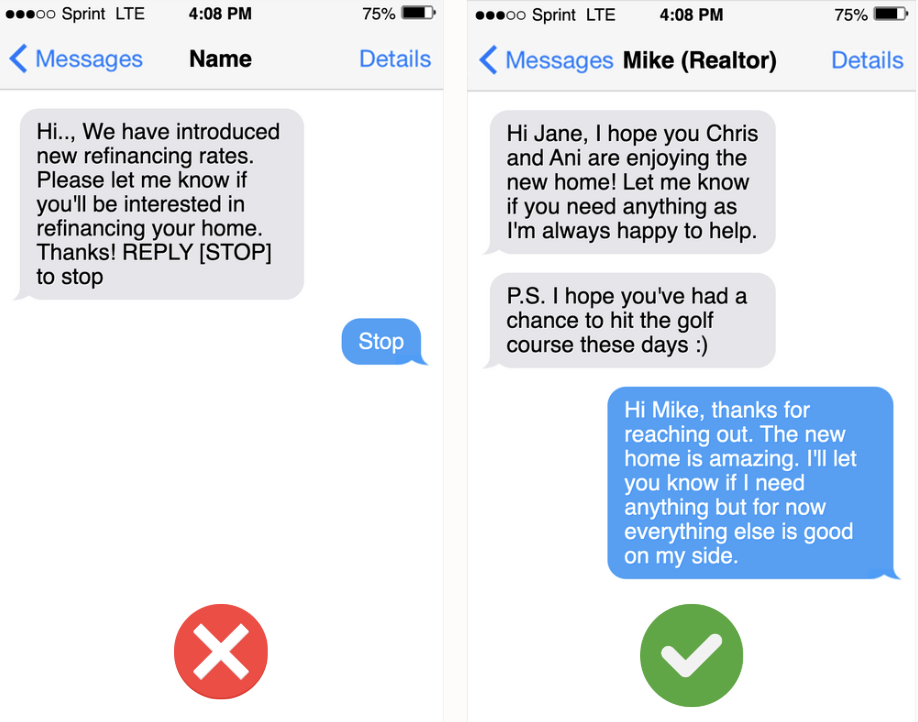 Sprint LTE 4:08 PM 75%
Messages Name Details
Hi.., We have introduced
new refinancing rates.
Please let me know if
you'll be interested in
refinancing your home.
Thanks! REPLY [STOP]
to stop
Stop
Sprint LTE 4:08 PM 75%
Messages Mike (Realtor) Details
Hi Jane, I hope you Chris
and Ani are enjoying the
new home! Let me know
if you need anything as
I'm always happy to help.
P.S. I hope you've had a
chance to hit the golf
course these days :)
Hi Mike, thanks for
reaching out. The new
home is amazing. I'll let
you know if I need
anything but for now
everything else is good
on my side.